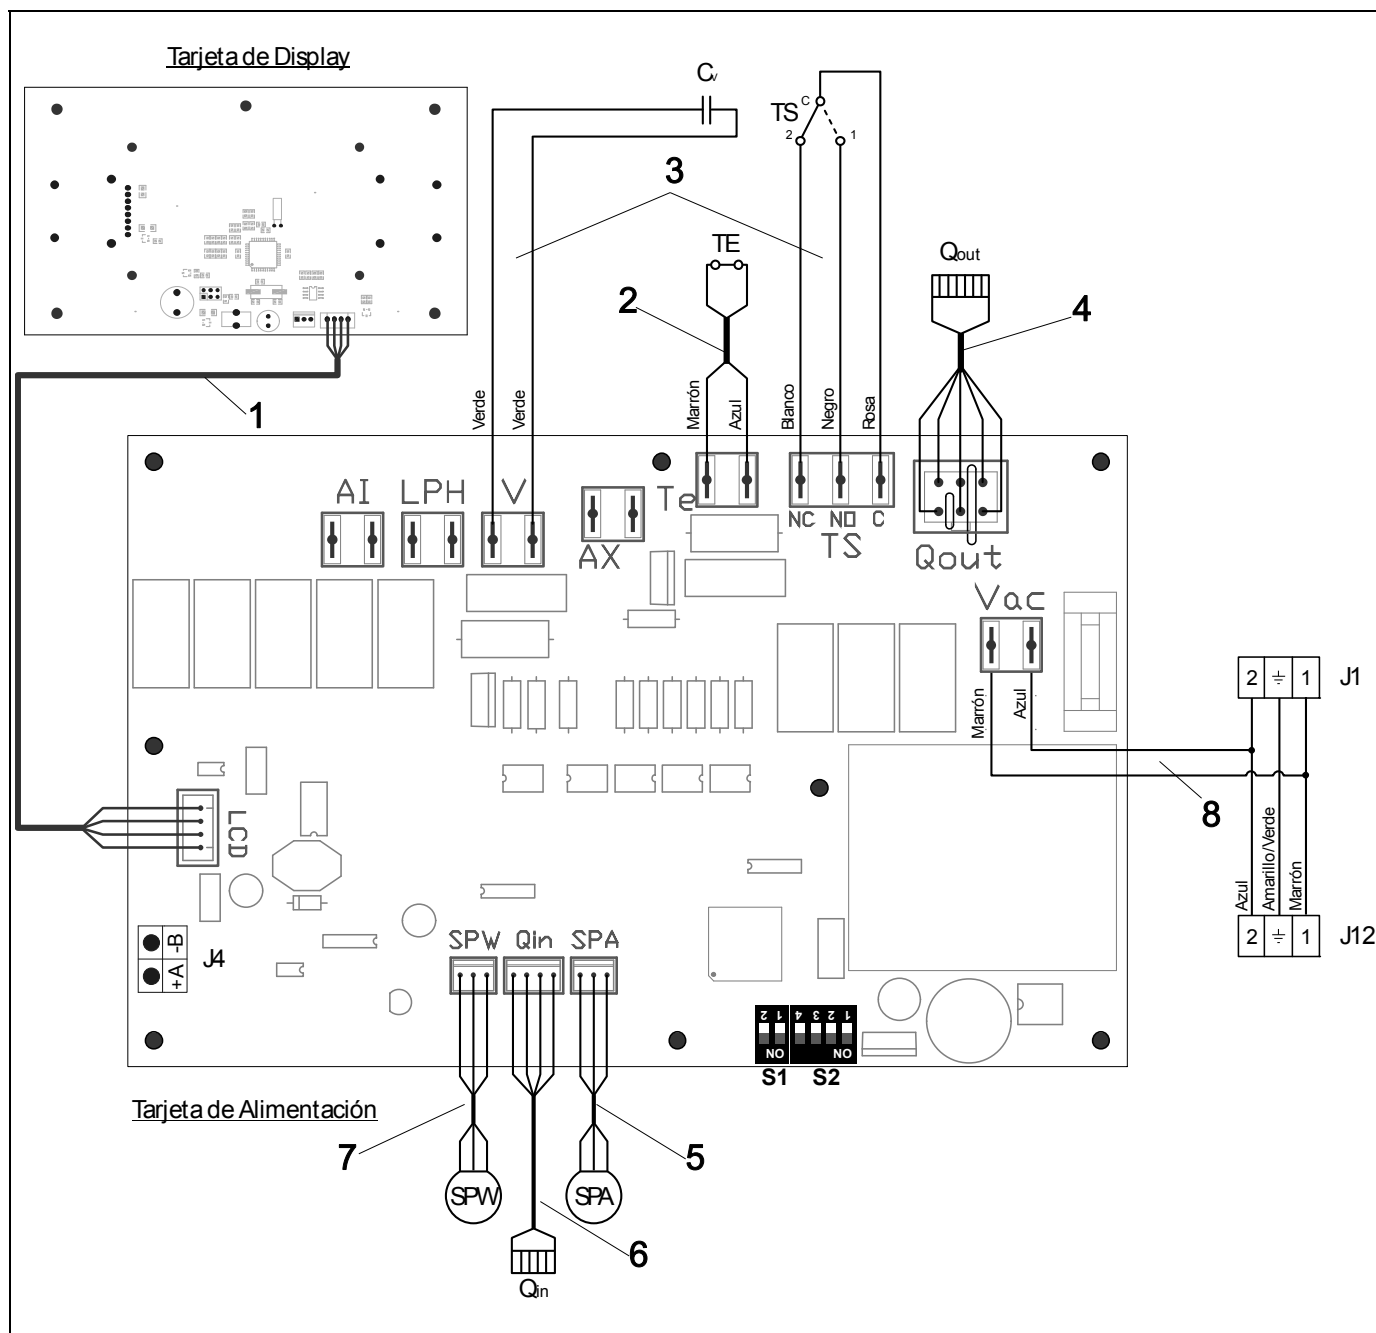 Tarjeta de Display
Cv
TS
C
2
1
3
TE
Qout
2
4
1
Verde
Verde
Marrón
Azul
Blanco
Negro
Rosa
AI
LPH
V
AX
Te
NC NO C
TS
Qout
Vac
Marrón
Azul
2
1
J1
8
LCD
Azul
Amarillo/Verde
Marrón
2
1
J12
-B
+A
J4
SPW Qin SPA
2 1
4 3 2 1
NO
NO
S1 S2
Tarjeta de Alimentación
7
5
SPW
SPA
6
Qin